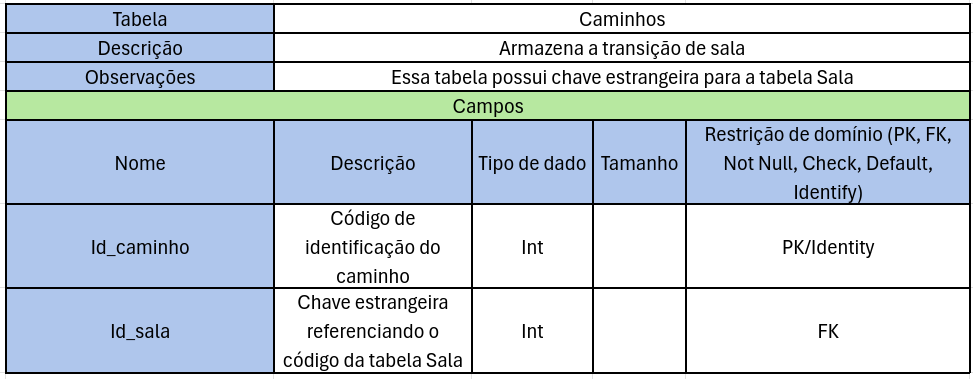 Tabela
Caminhos
Descrição
Armazena a transição de sala
Observações
Essa tabela possui chave estrangeira para a tabela Sala
Campos
Nome
Descrição
Tipo de dado
Tamanho
Restrição de domínio (PK, FK,
Not Null, Check, Default,
Identify)
Id_caminho
Código de
identificação do
caminho
Int
PK/Identity
Id_sala
Chave estrangeira
referenciando o
código da tabela Sala
Int
FK